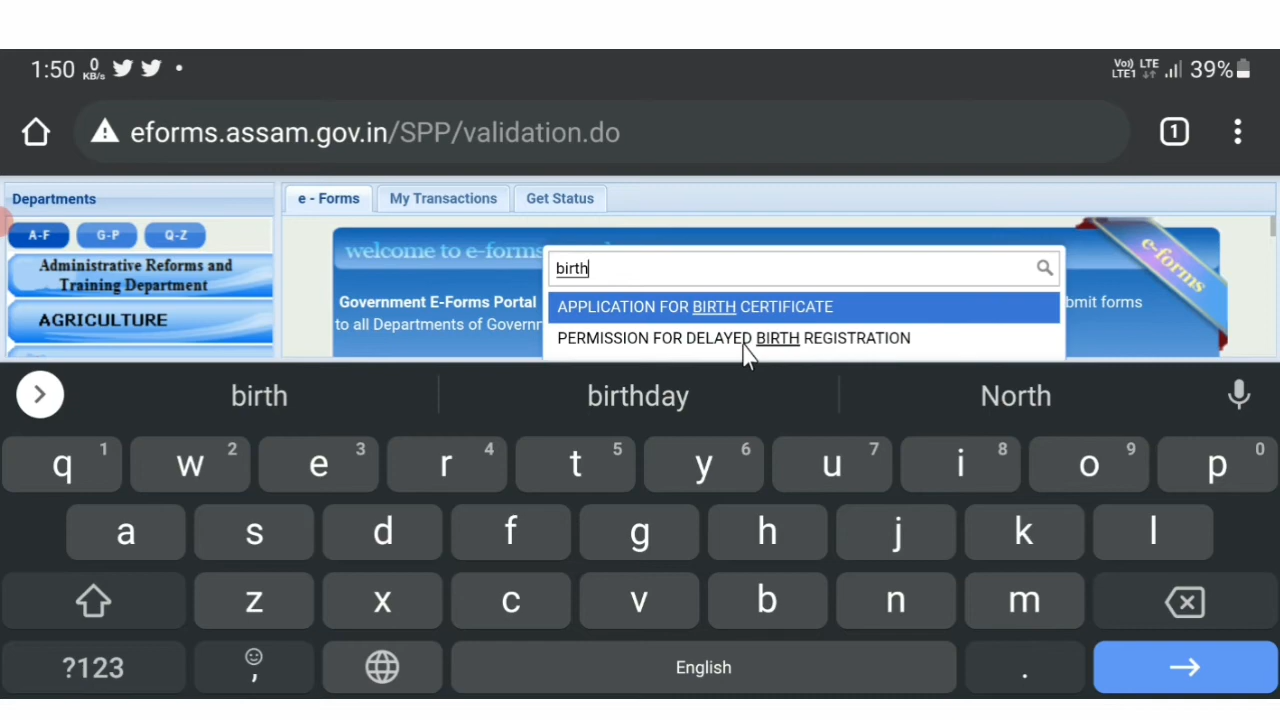 1:50 0 KB/s
Vo)) LTE LTE1 39%
eforms.assam.gov.in/SPP/validation.do 1
Departments
A-F G-P Q-Z
Administrative Reforms and
Training Department
AGRICULTURE
e - Forms My Transactions Get Status
welcome to e-forms
e-forms
Government E-Forms Portal
bmit forms
to all Departments of Governr
birth
APPLICATION FOR BIRTH CERTIFICATE
PERMISSION FOR DELAYED BIRTH REGISTRATION
birth birthday North
q 1 w 2 e 3 r 4 t 5 y 6 u 7 i 8 o 9 p 0
a s d f g h j k l
z x c v b n m
?123 , English .